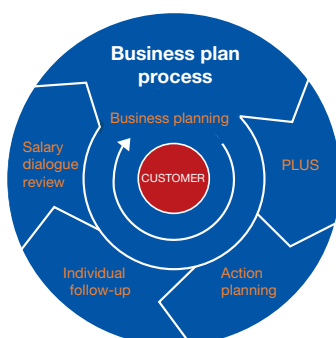 Business plan
process
Business planning
Salary
dialogue
review
CUSTOMER
PLUS
Individual
follow-up
Action
planning